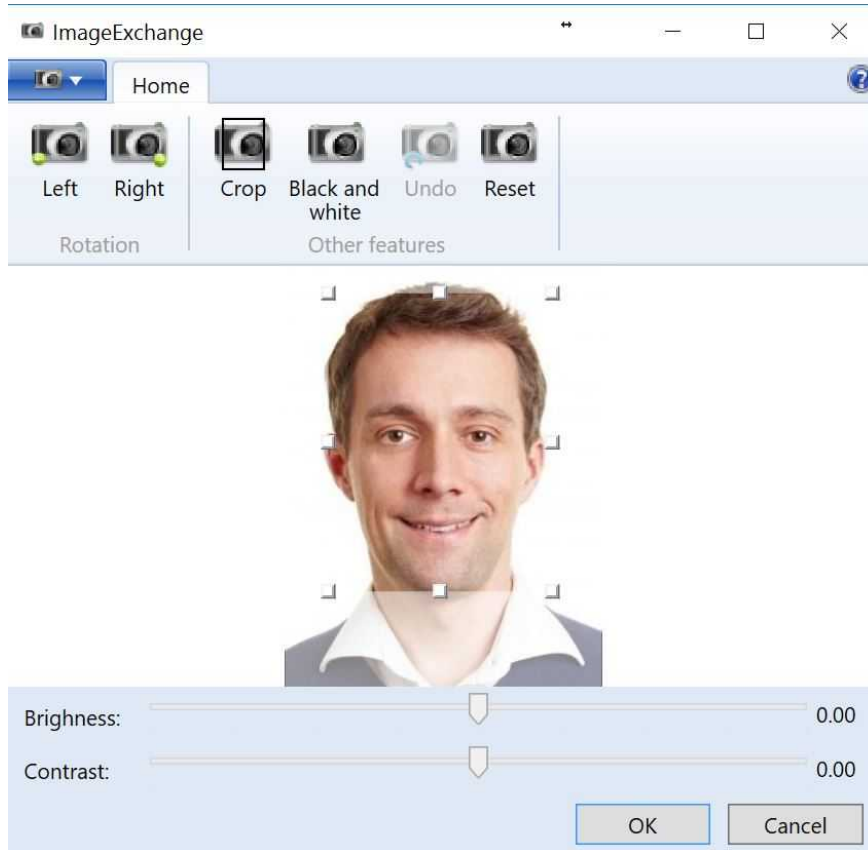 ImageExchange
Home
Left
Right
Crop
Black and
white
Undo
Reset
Rotation
Other features
Brighness:
0.00
Contrast:
0.00
OK
Cancel